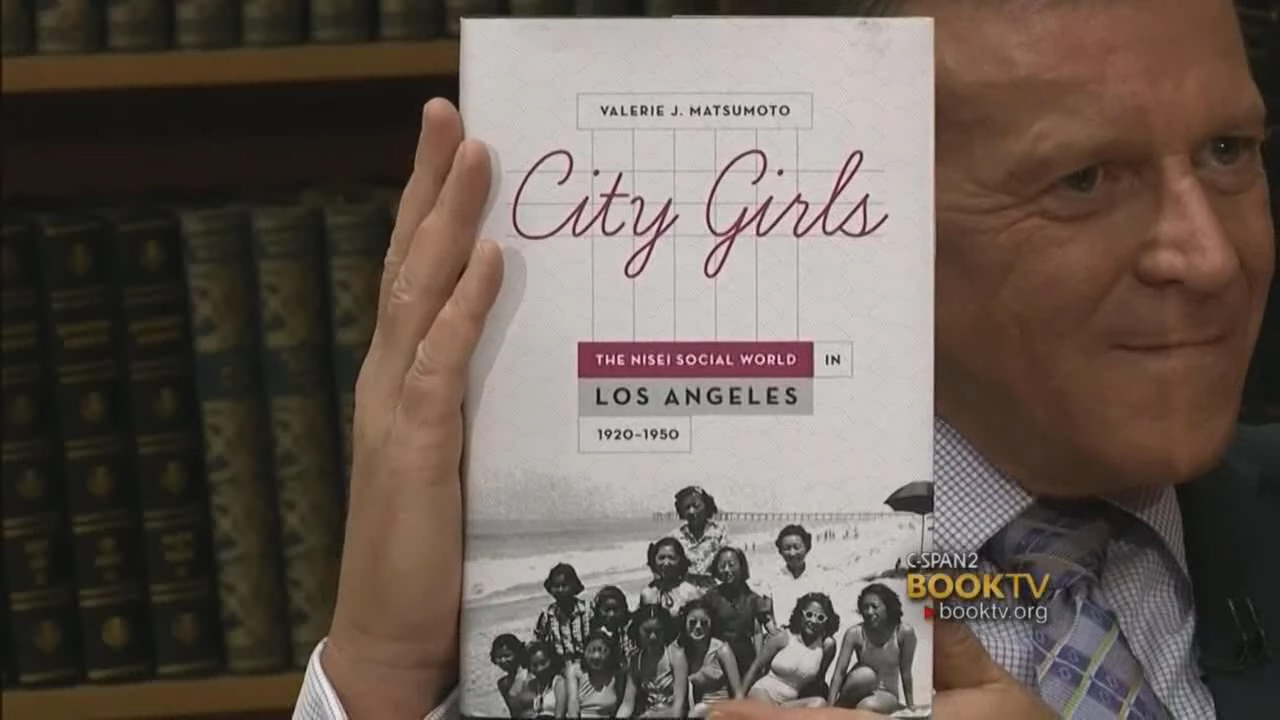 VALERIE J. MATSUMOTO
City Girls
THE NISEI SOCIAL WORLD IN
LOS ANGELES
1920-1950
C-SPAN2
BOOKTV
booktv.org